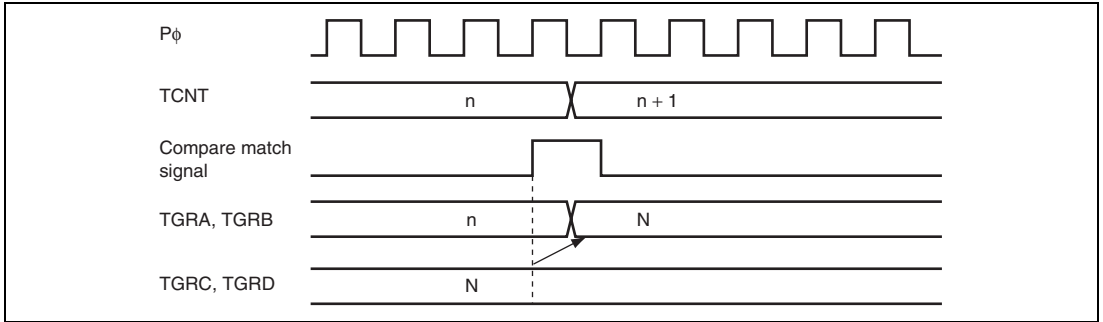 Pϕ
TCNT n n + 1
Compare match
signal
TGRA, TGRB n N
TGRC, TGRD N